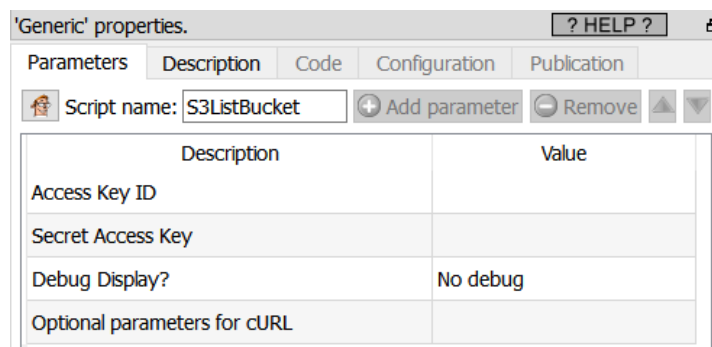 'Generic' properties. ? HELP ?
Parameters Description Code Configuration Publication
Script name: S3ListBucket Add parameter Remove
Description Value
Access Key ID
Secret Access Key
Debug Display? No debug
Optional parameters for cURL